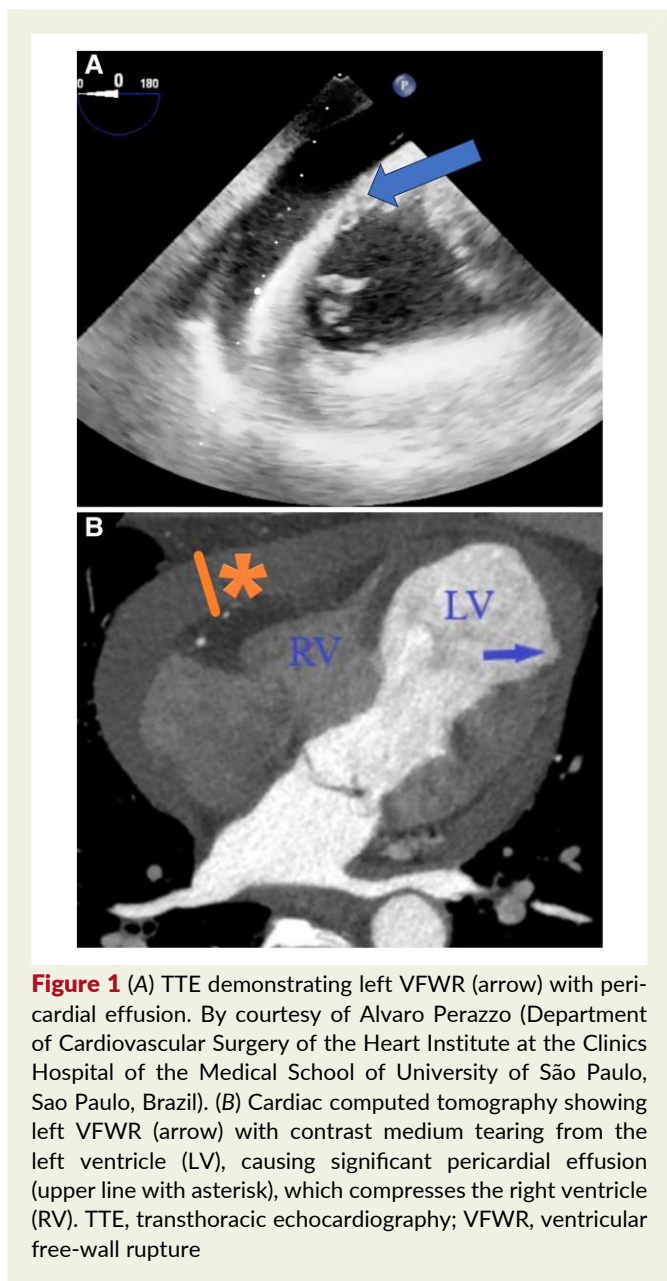 A
0 0 180
P
B
*
LV
RV
Figure 1 (A) TTE demonstrating left VFWR (arrow) with peri-
cardial effusion. By courtesy of Alvaro Perazzo (Department
of Cardiovascular Surgery of the Heart Institute at the Clinics
Hospital of the Medical School of University of São Paulo,
Sao Paulo, Brazil). (B) Cardiac computed tomography showing
left VFWR (arrow) with contrast medium tearing from the
left ventricle (LV), causing significant pericardial effusion
(upper line with asterisk), which compresses the right ventricle
(RV). TTE, transthoracic echocardiography; VFWR, ventricular
free-wall rupture